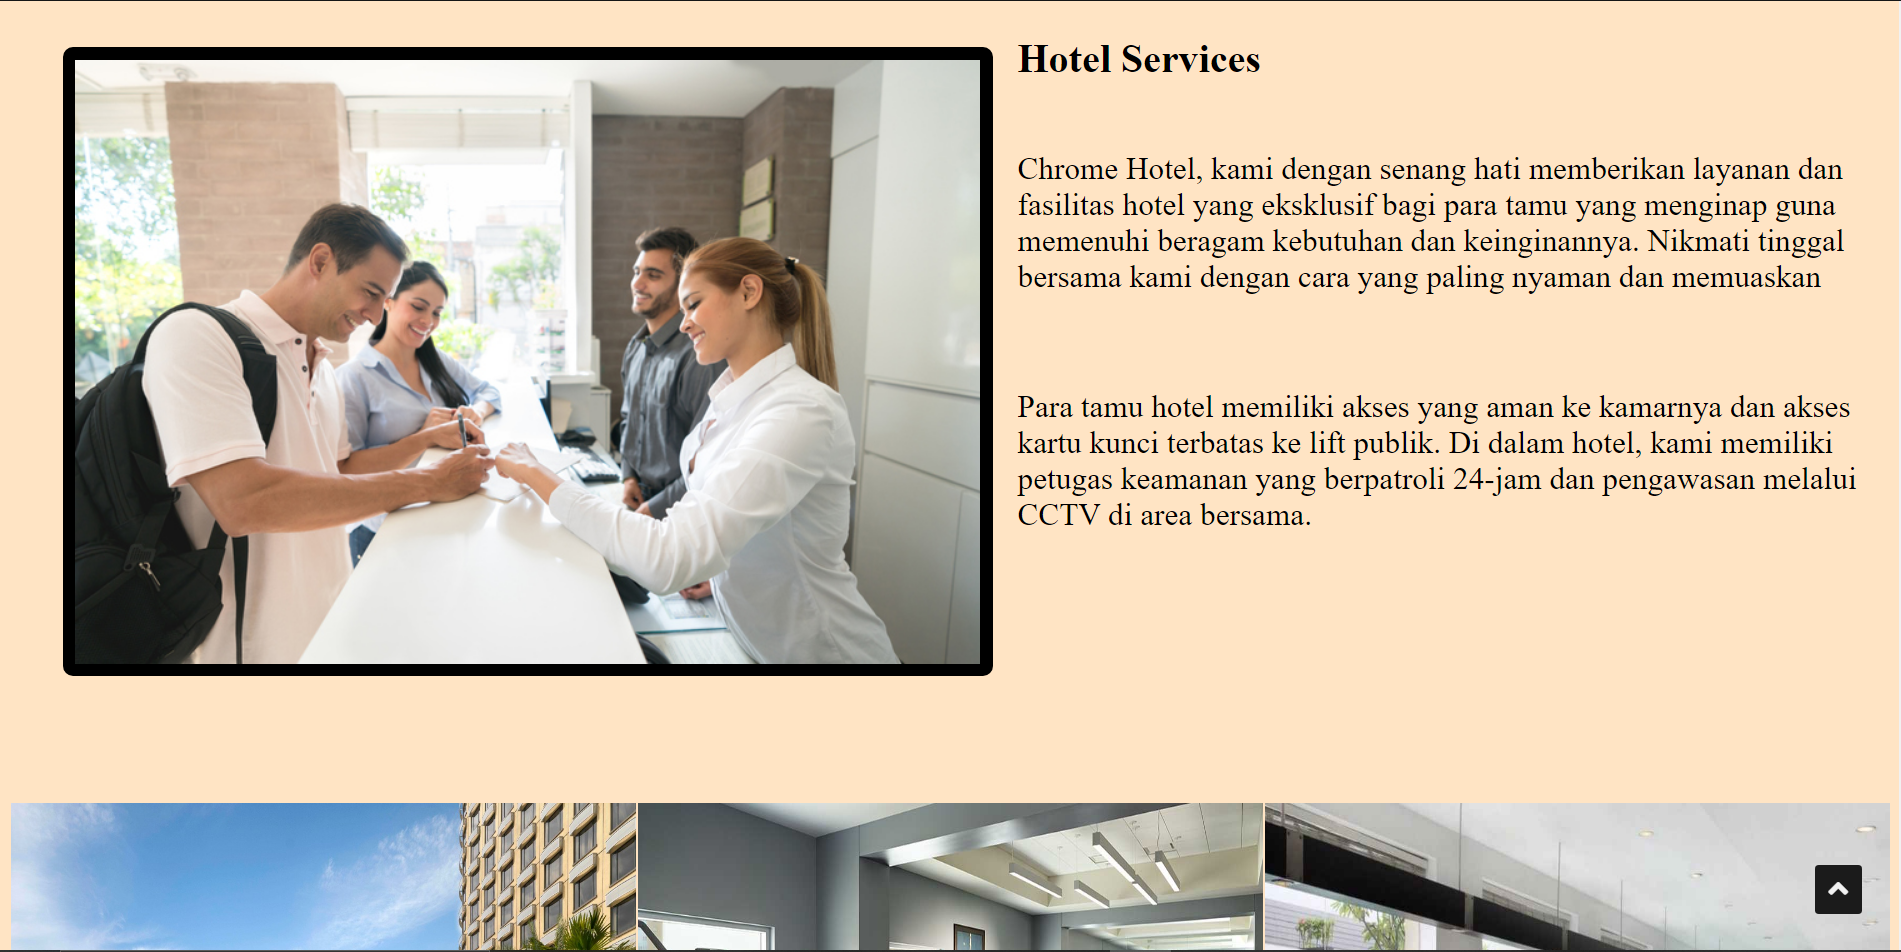 Hotel Services
Chrome Hotel, kami dengan senang hati memberikan layanan dan
fasilitas hotel yang eksklusif bagi para tamu yang menginap guna
memenuhi beragam kebutuhan dan keinginannya. Nikmati tinggal
bersama kami dengan cara yang paling nyaman dan memuaskan
Para tamu hotel memiliki akses yang aman ke kamarnya dan akses
kartu kunci terbatas ke lift publik. Di dalam hotel, kami memiliki
petugas keamanan yang berpatroli 24-jam dan pengawasan melalui
CCTV di area bersama.